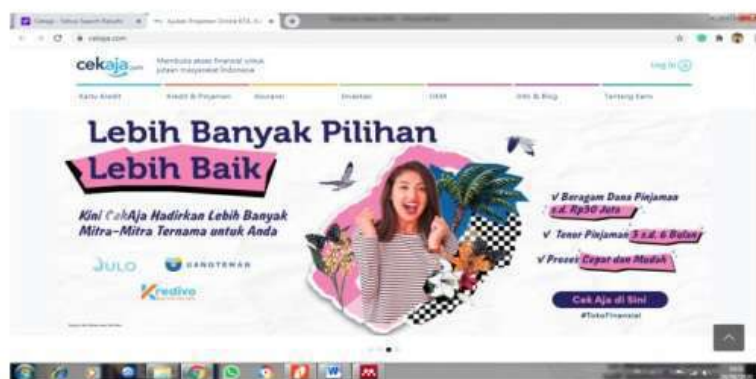 cekaja.com
cekaja.com
Membuka akses finansial untuk
jutaan masyarakat Indonesia
Log In
Kartu Kredit
Kredit & Pinjaman
Asuransi
Investasi
UKM
Info & Blog
Tentang Kami
Lebih Banyak Pilihan
Lebih Baik
Kini CekAja Hadirkan Lebih Banyak
Mitra-Mitra Ternama untuk Anda
JULO
UANGTEMAN
Kredivo
V Beragam Dana Pinjaman
s.d. Rp30 Juta
V Tenor Pinjaman 3 s.d. 6 Bulan
V Proses Cepat dan Mudah
Cek Aja di Sini
#TokoFinansial